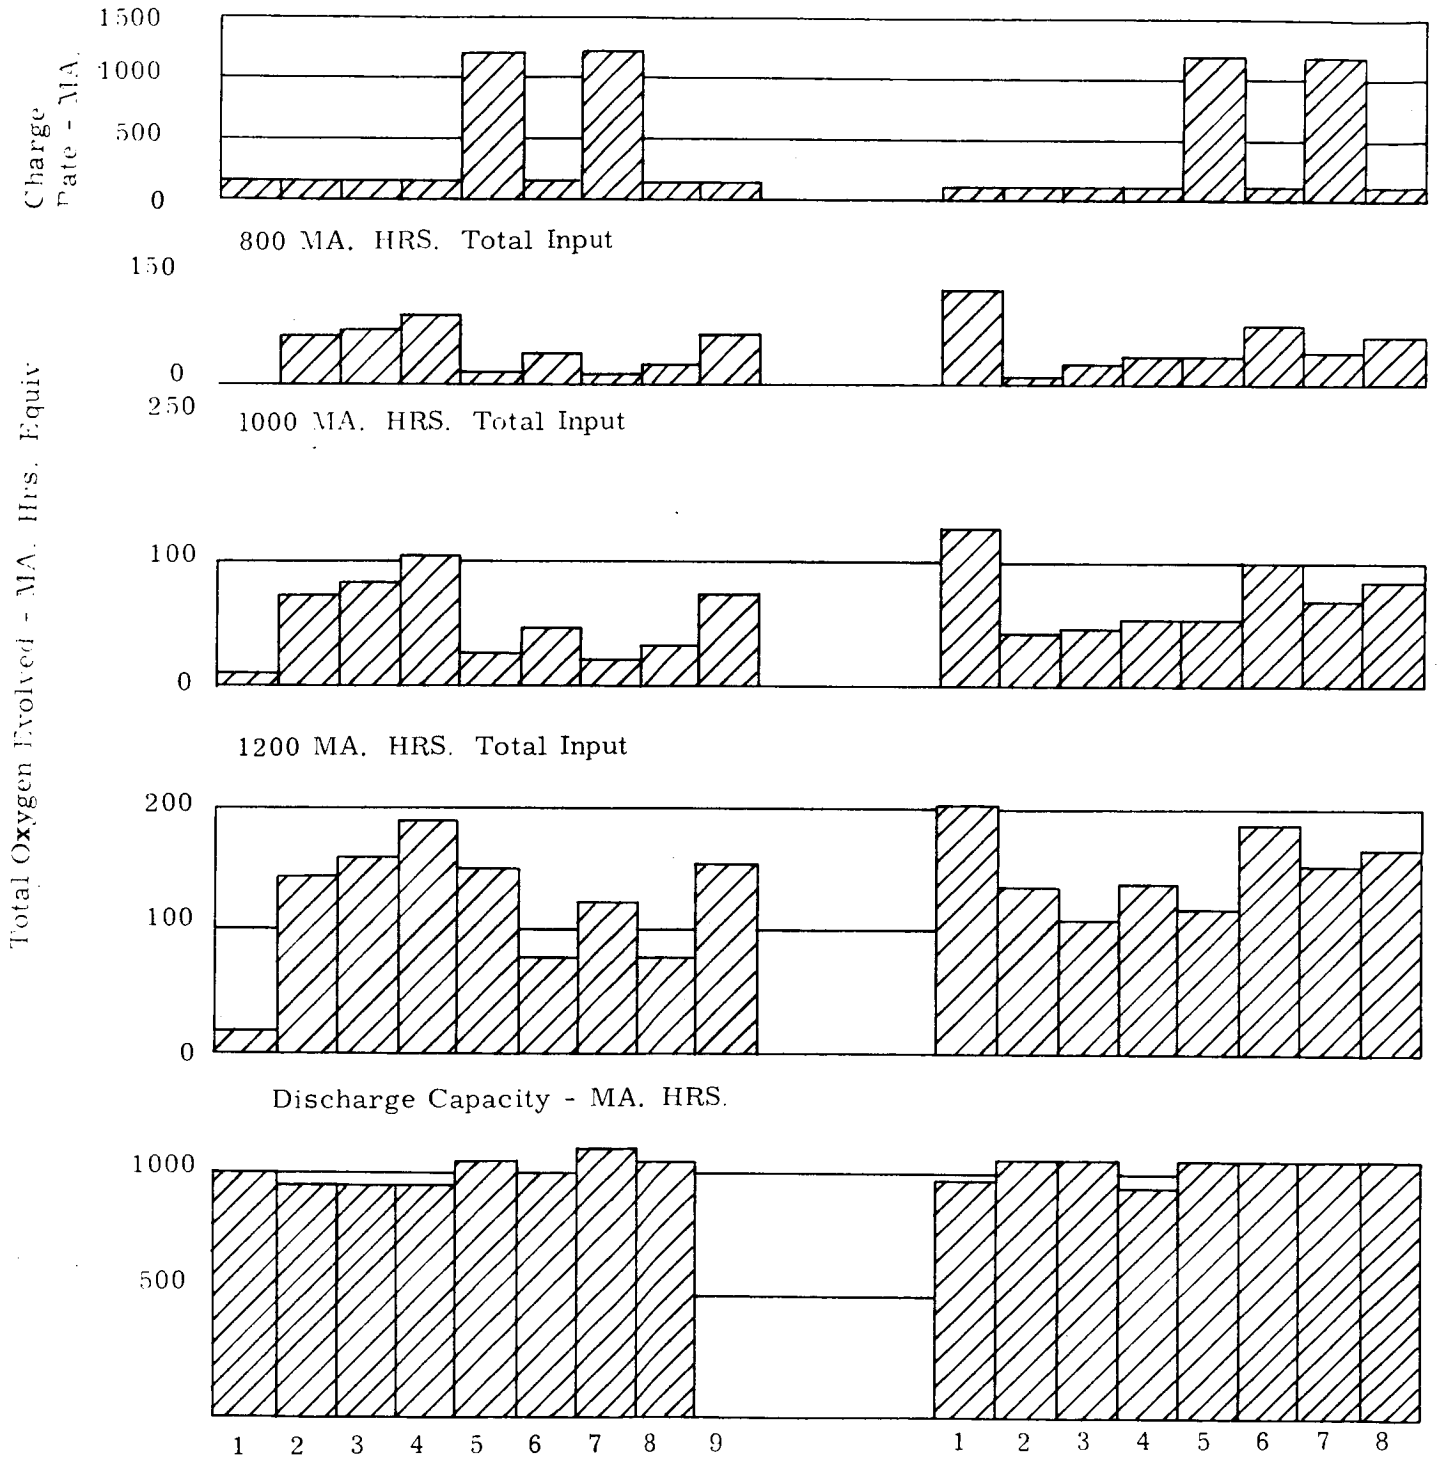 1500
1000
500
0
Charge
Rate - MA.
800 MA. HRS. Total Input
150
0
250
1000 MA. HRS. Total Input
100
0
Total Oxygen Evolved - MA. Hrs. Equiv
1200 MA. HRS. Total Input
200
100
0
Discharge Capacity - MA. HRS.
1000
500
1 2 3 4 5 6 7 8 9 1 2 3 4 5 6 7 8